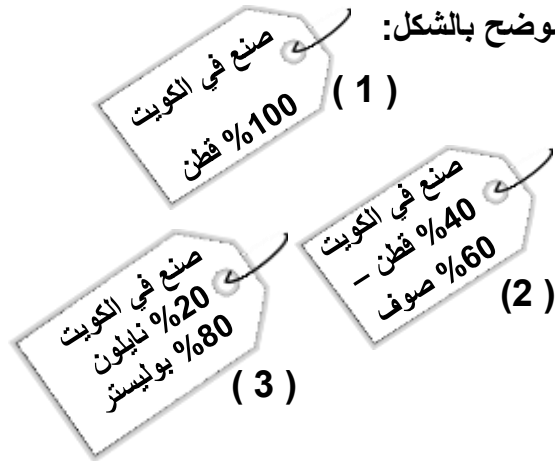 وضح بالشكل:
صنع في الكويت
100% قطن
( 1 )
صنع في الكويت
40% قطن –
60% صوف
(2 )
صنع في الكويت
20% نايلون
80% بوليستر
( 3 )